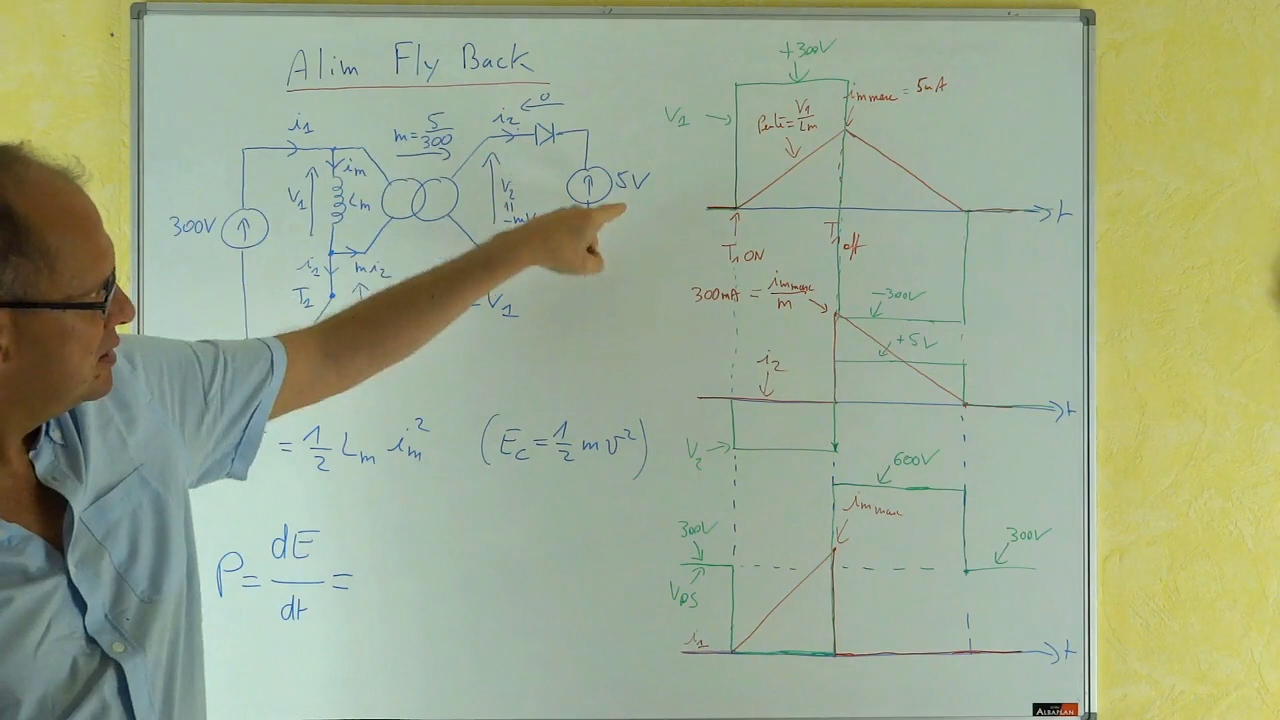 Alim Fly Back
i1
m = 5/300
i2
0
V1
im
Lm
V2
=
-mV
5V
300V
i1
m i2
T1
-V1
= 1/2 Lm im²
(Ec = 1/2 m v²)
P = dE/dt =
+300V
V1
Pente = V1/Lm
im max = 5mA
t
T1 ON
T1 off
300mA = im max/m
-300V
+5V
i2
t
V2
600V
im max
300V
300V
VDS
i1
t
ALBAPLAN